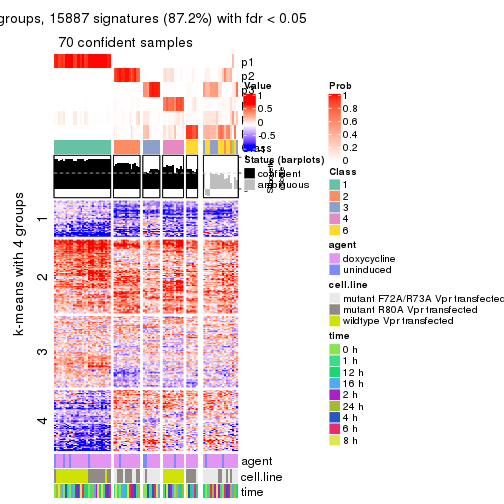 groups, 15887 signatures (87.2%) with fdr < 0.05
70 confident samples
p1
p2
p3
Value
1
0.5
0
-0.5
-1
Prob
1
0.8
0.6
0.4
0.2
0
Class
Status (barplots)
confident
ambiguous
Class
1
2
3
4
6
agent
doxycycline
uninduced
cell.line
mutant F72A/R73A Vpr transfected
mutant R80A Vpr transfected
wildtype Vpr transfected
time
0 h
1 h
12 h
16 h
2 h
24 h
4 h
6 h
8 h
k-means with 4 groups
1
2
3
4
agent
cell.line
time